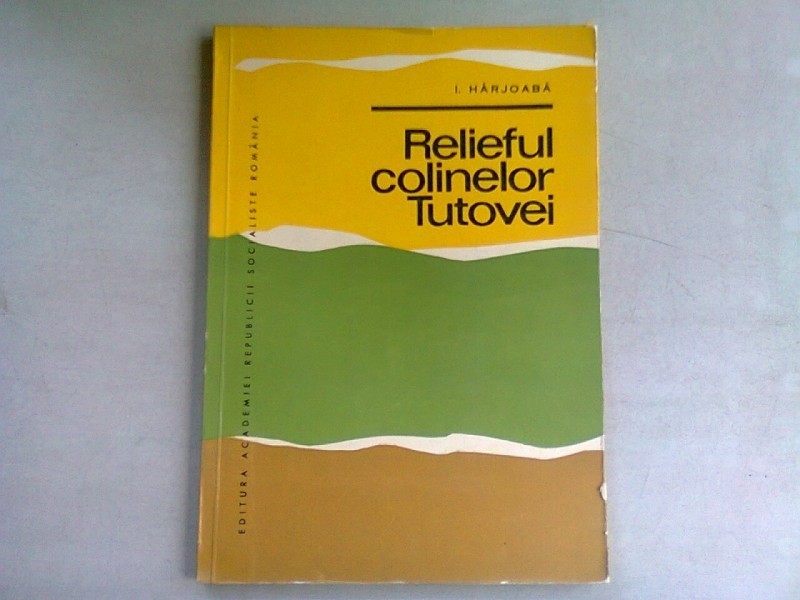 I. HÂRJOABĂ
Relieful
colinelor
Tutovei
EDITURA ACADEMIEI REPUBLICII SOCIALISTE ROMÂNIA